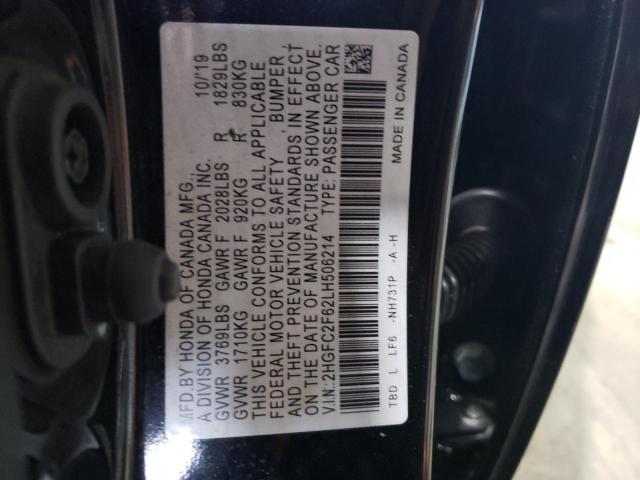 MFD.BY HONDA OF CANADA MFG., 10/'19
A DIVISION OF HONDA CANADA INC.
GVWR 3769LBS GAWR F 2028LBS R 1829LBS
GVWR 1710KG GAWR F 920KG R 830KG
THIS VEHICLE CONFORMS TO ALL APPLICABLE
FEDERAL MOTOR VEHICLE SAFETY , BUMPER,
AND THEFT PREVENTION STANDARDS IN EFFECT
ON THE DATE OF MANUFACTURE SHOWN ABOVE.
V.I.N.:2HGFC2F62LH506214 TYPE: PASSENGER CAR
TBD L LF6 -NH731P -A -H MADE IN CANADA